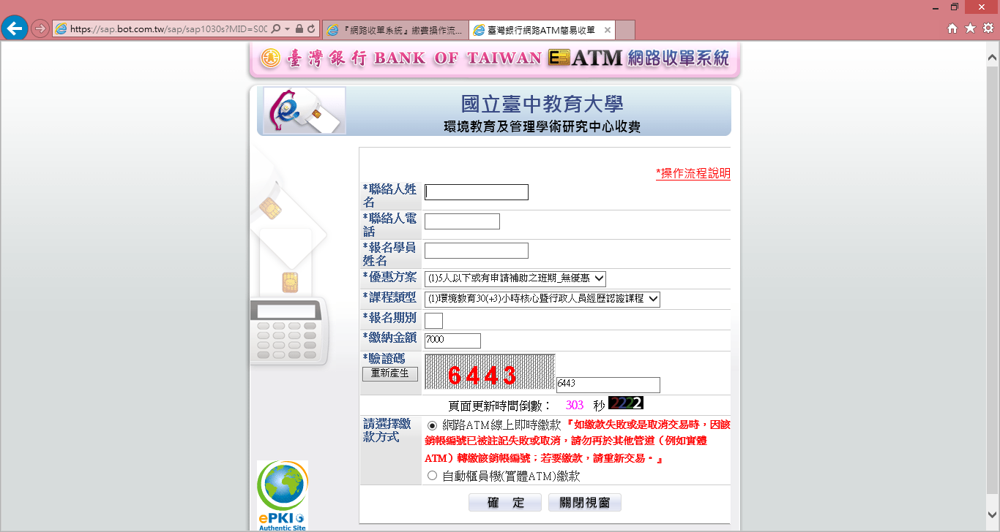 https://sap.bot.com.tw/sap/sap1030s?MID=S00
『網路收單系統』繳費操作流...
臺灣銀行網路ATM簡易收單
臺灣銀行 BANK OF TAIWAN E ATM 網路收單系統
國立臺中教育大學
環境教育及管理學術研究中心收費
*操作流程說明
*聯絡人姓
名
*聯絡人電
話
*報名學員
姓名
*優惠方案 (1)5人以下或有申請補助之班期_無優惠
*課程類型 (1)環境教育30(+3)小時核心暨行政人員經歷認證課程
*報名期別
*繳納金額 7000
*驗證碼
重新產生 6443 6443
頁面更新時間倒數： 303 秒 2222
請選擇繳
款方式
網路ATM線上即時繳款『如繳款失敗或是取消交易時，因該
銷帳編號已被註記失敗或取消，請勿再於其他管道（例如實體
ATM）轉繳該銷帳編號；若要繳款，請重新交易。』
自動櫃員機(實體ATM)繳款
確 定 關閉視窗
ePKI
Authentic Site